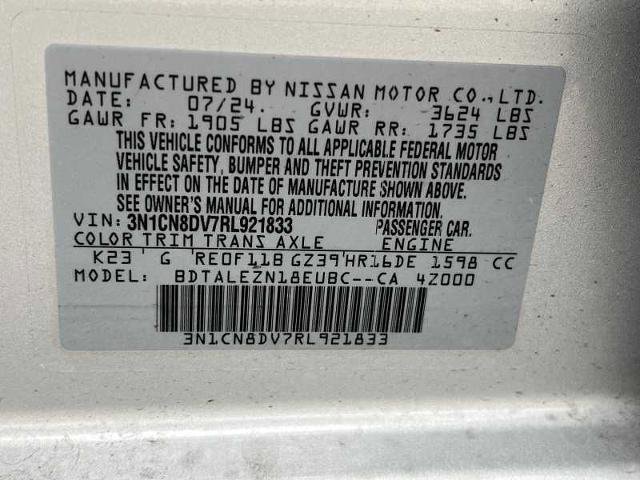 MANUFACTURED BY NISSAN MOTOR CO., LTD.
DATE: 07/24. GVWR: 3624 LBS
GAWR FR: 1905 LBS GAWR RR: 1735 LBS
THIS VEHICLE CONFORMS TO ALL APPLICABLE FEDERAL MOTOR
VEHICLE SAFETY, BUMPER AND THEFT PREVENTION STANDARDS
IN EFFECT ON THE DATE OF MANUFACTURE SHOWN ABOVE.
SEE OWNER'S MANUAL FOR ADDITIONAL INFORMATION.
VIN: 3N1CN8DV7RL921833 PASSENGER CAR.
COLOR TRIM TRANS AXLE ENGINE
K23 G RE0F11B GZ39 HR16DE 1598 CC
MODEL: BDTALEZN18EUBC--CA 4Z000
3N1CN8DV7RL921833